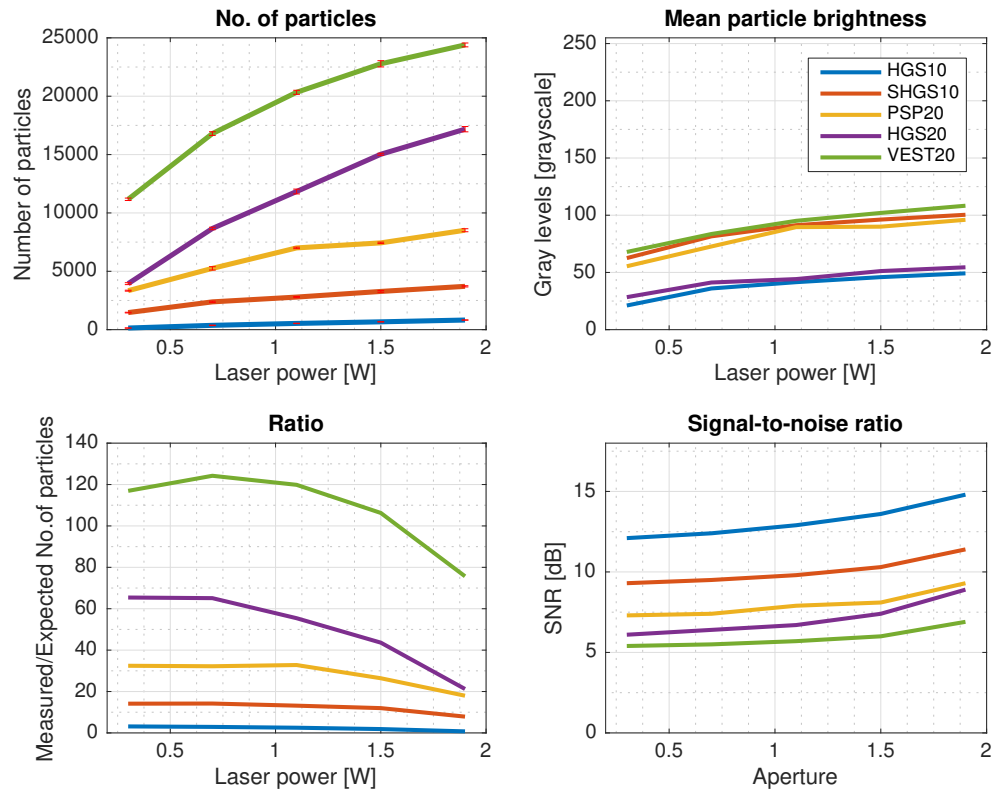 No. of particles
Number of particles
25000
20000
15000
10000
5000
0
0.5
1
1.5
2
Laser power [W]
Mean particle brightness
Gray levels [grayscale]
250
200
150
100
50
0
HGS10
SHGS10
PSP20
HGS20
VEST20
0.5
1
1.5
2
Laser power [W]
Ratio
Measured/Expected No.of particles
140
120
100
80
60
40
20
0
0.5
1
1.5
2
Laser power [W]
Signal-to-noise ratio
SNR [dB]
15
10
5
0
0.5
1
1.5
2
Aperture